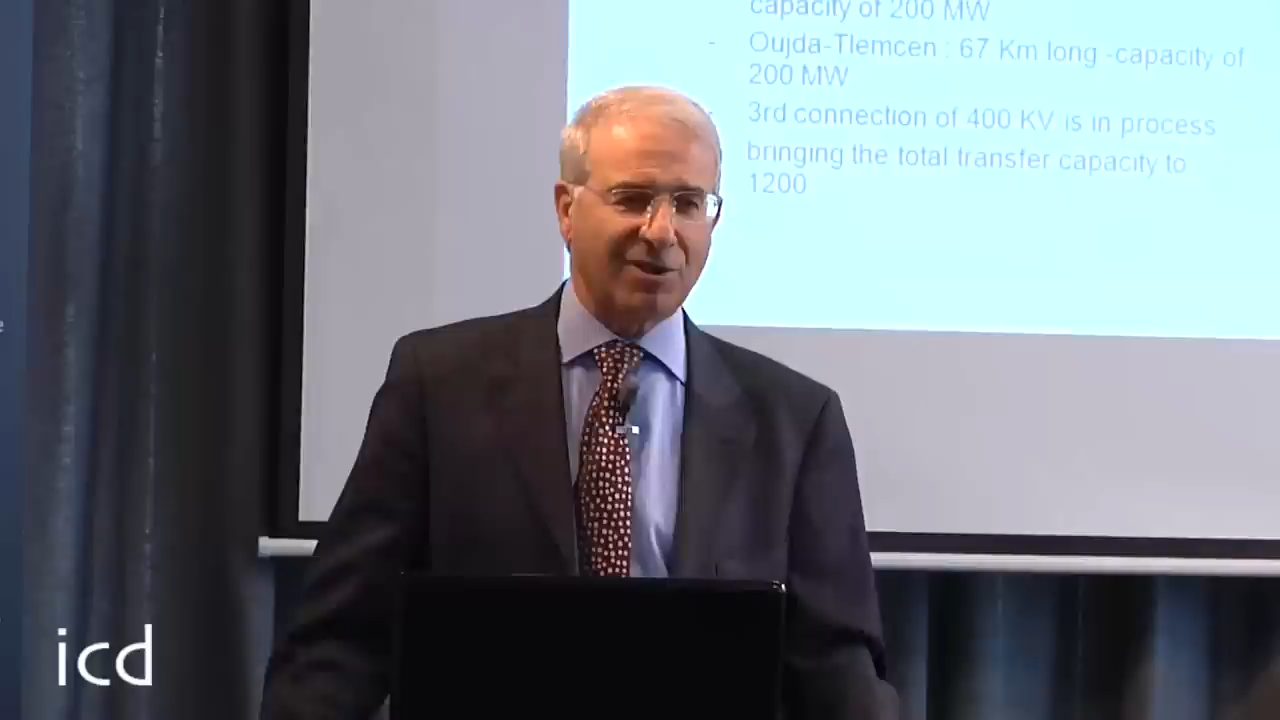 capacity of 200 MW
- Oujda-Tlemcen : 67 Km long -capacity of
200 MW
3rd connection of 400 KV is in process
bringing the total transfer capacity to
1200
icd